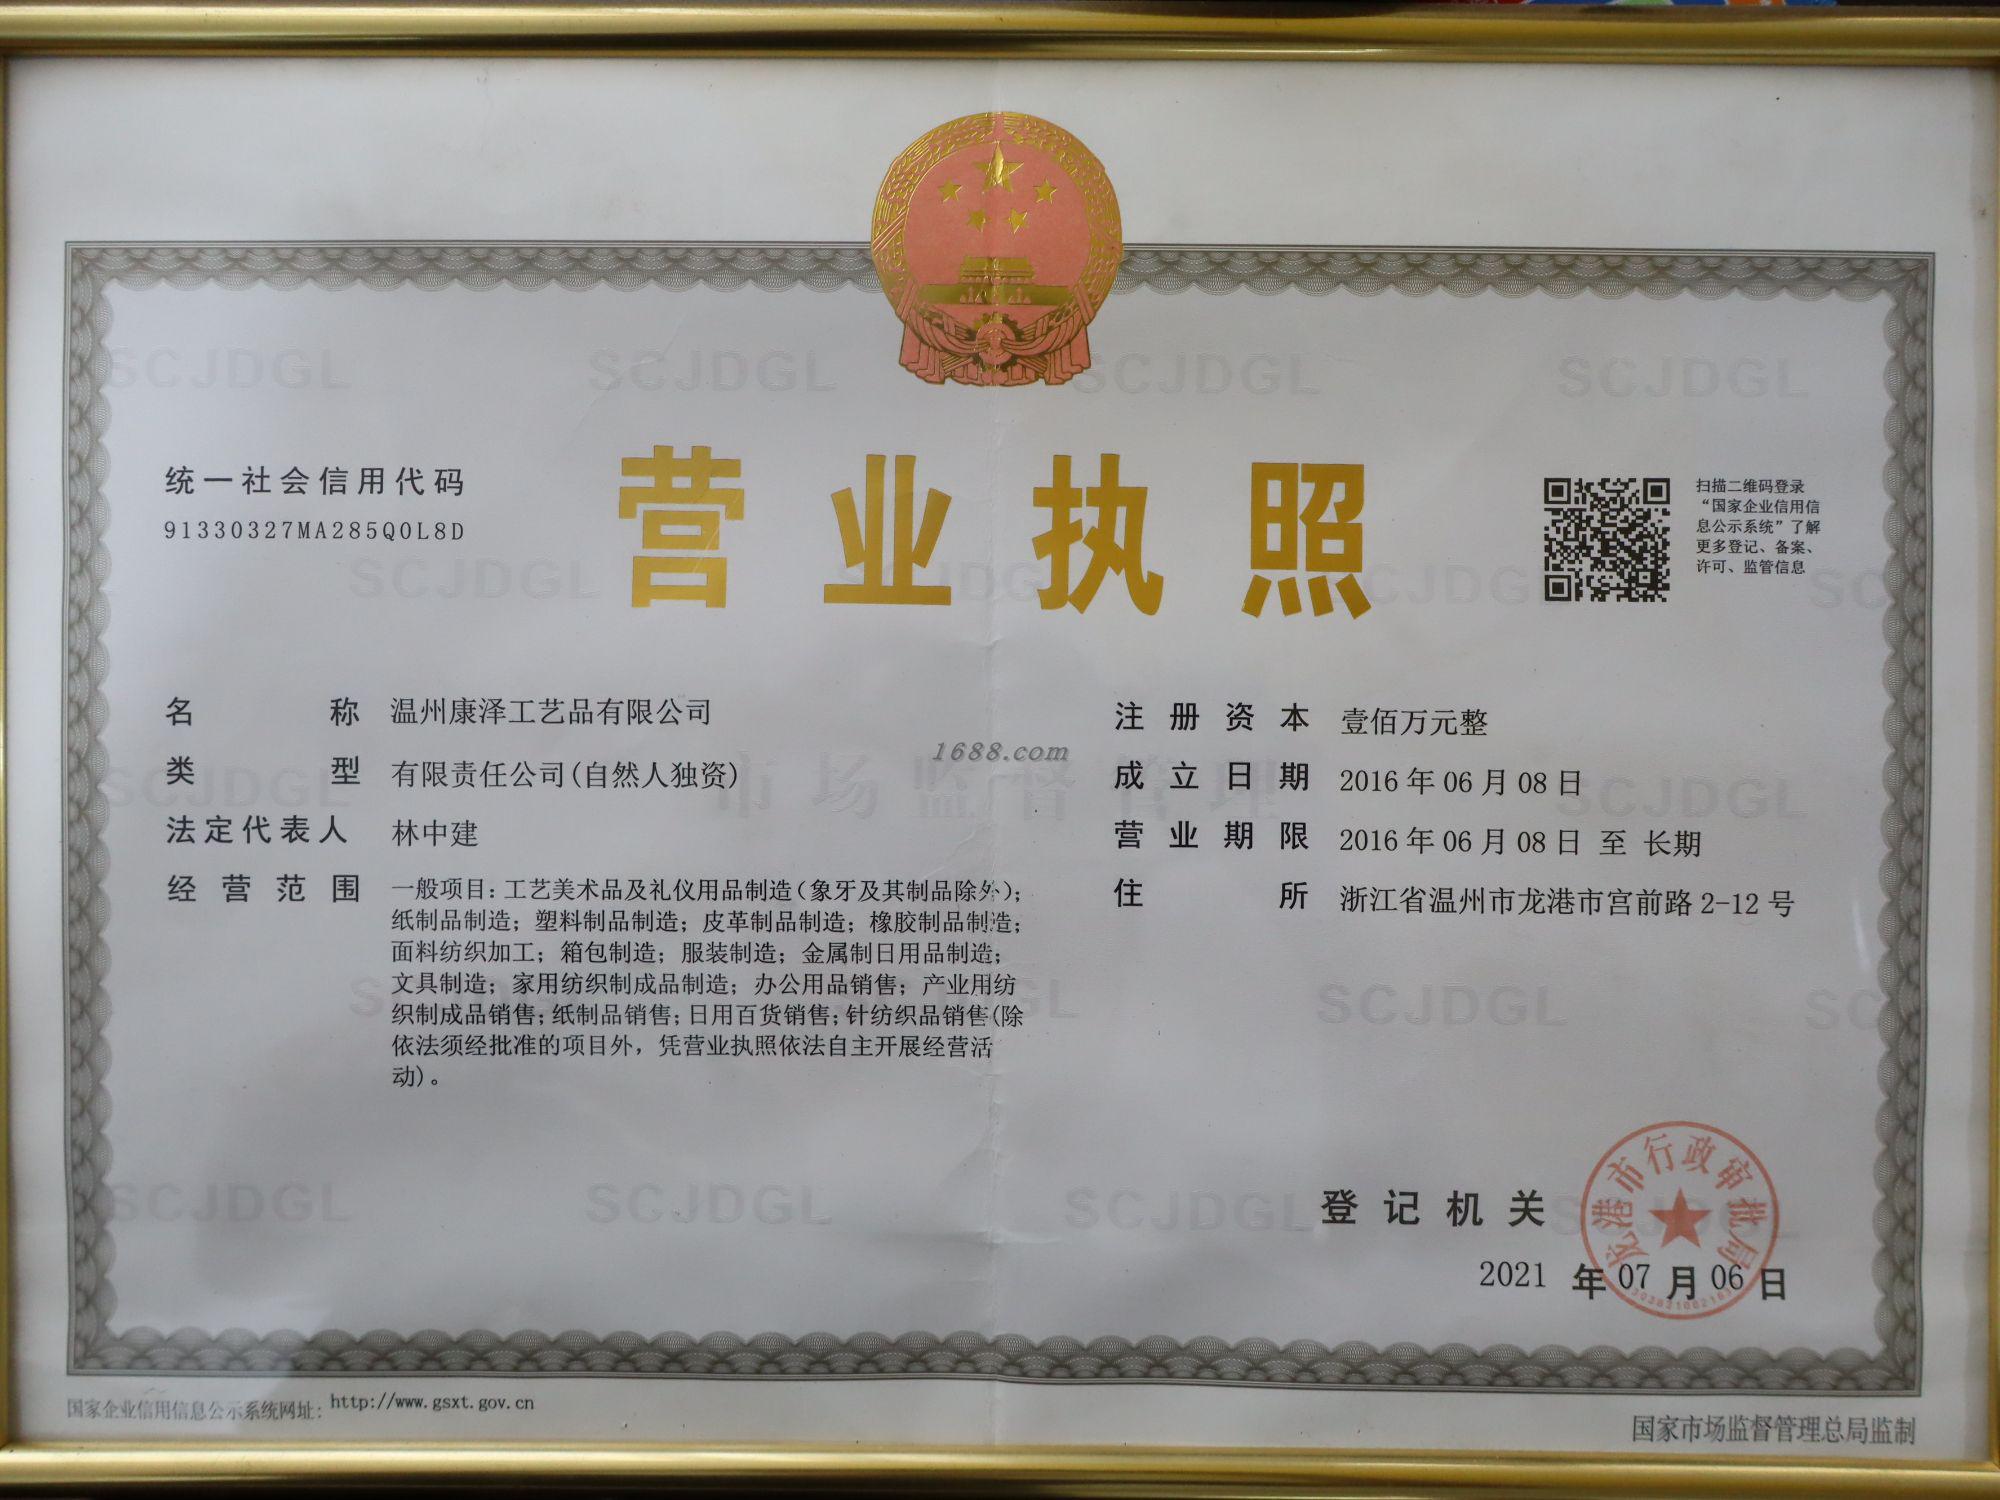 统一社会信用代码
91330327MA285Q0L8D
营业执照
扫描二维码登录
“国家企业信用信
息公示系统”了解
更多登记、备案、
许可、监管信息
名称 温州康泽工艺品有限公司
类型 有限责任公司(自然人独资)
法定代表人 林中建
经营范围 一般项目：工艺美术品及礼仪用品制造(象牙及其制品除外)；
纸制品制造；塑料制品制造；皮革制品制造；橡胶制品制造；
面料纺织加工；箱包制造；服装制造；金属制日用品制造；
文具制造；家用纺织制成品制造；办公用品销售；产业用纺
织制成品销售；纸制品销售；日用百货销售；针纺织品销售(除
依法须经批准的项目外，凭营业执照依法自主开展经营活
动)。
注册资本 壹佰万元整
成立日期 2016年06月08日
营业期限 2016年06月08日 至 长期
住所 浙江省温州市龙港市宫前路2-12号
1688.com
市场监督管理
SCJDGL SCJDGL SCJDGL SCJDGL
登记机关
龙港市行政审批局
2021年07月06日
国家企业信用信息公示系统网址：http://www.gsxt.gov.cn
国家市场监督管理总局监制